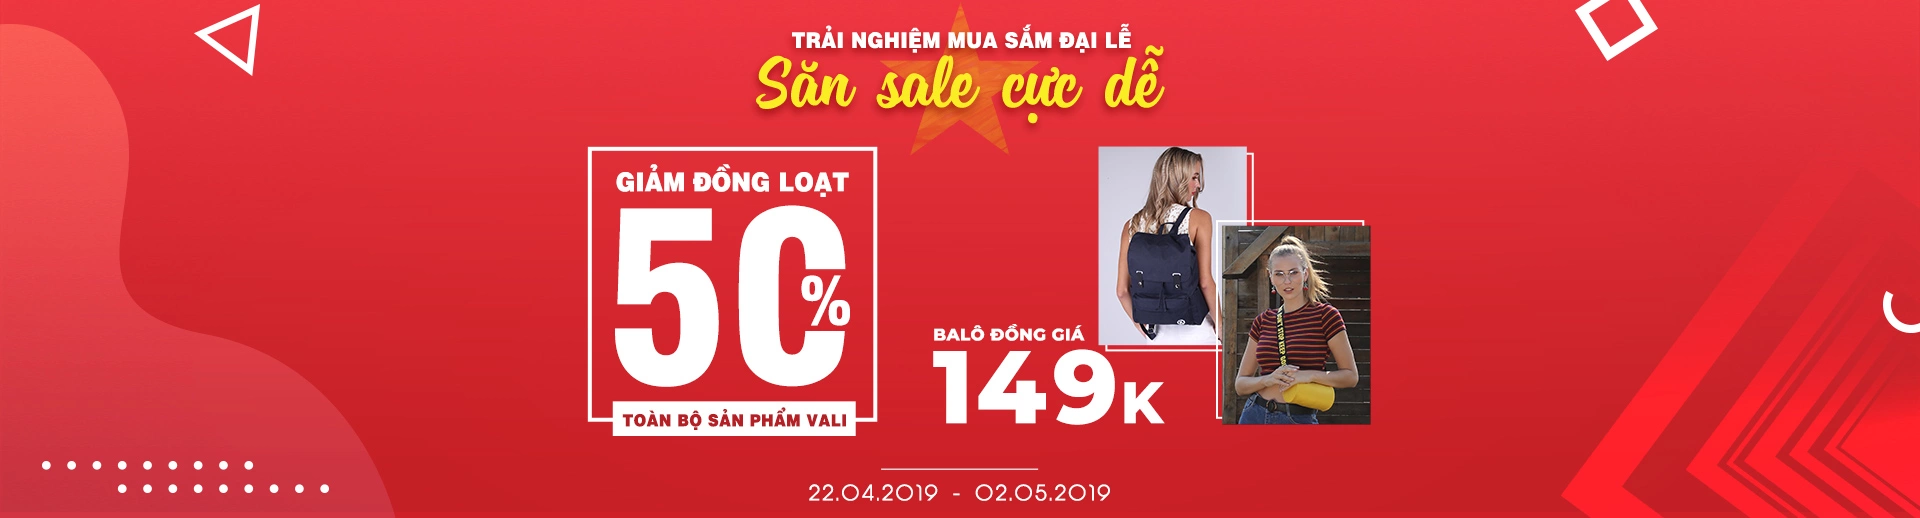 TRẢI NGHIỆM MUA SẮM ĐẠI LỄ
Săn sale cực dễ
GIẢM ĐỒNG LOẠT
50%
TOÀN BỘ SẢN PHẨM VALI
BALÔ ĐỒNG GIÁ
149K
22.04.2019 - 02.05.2019